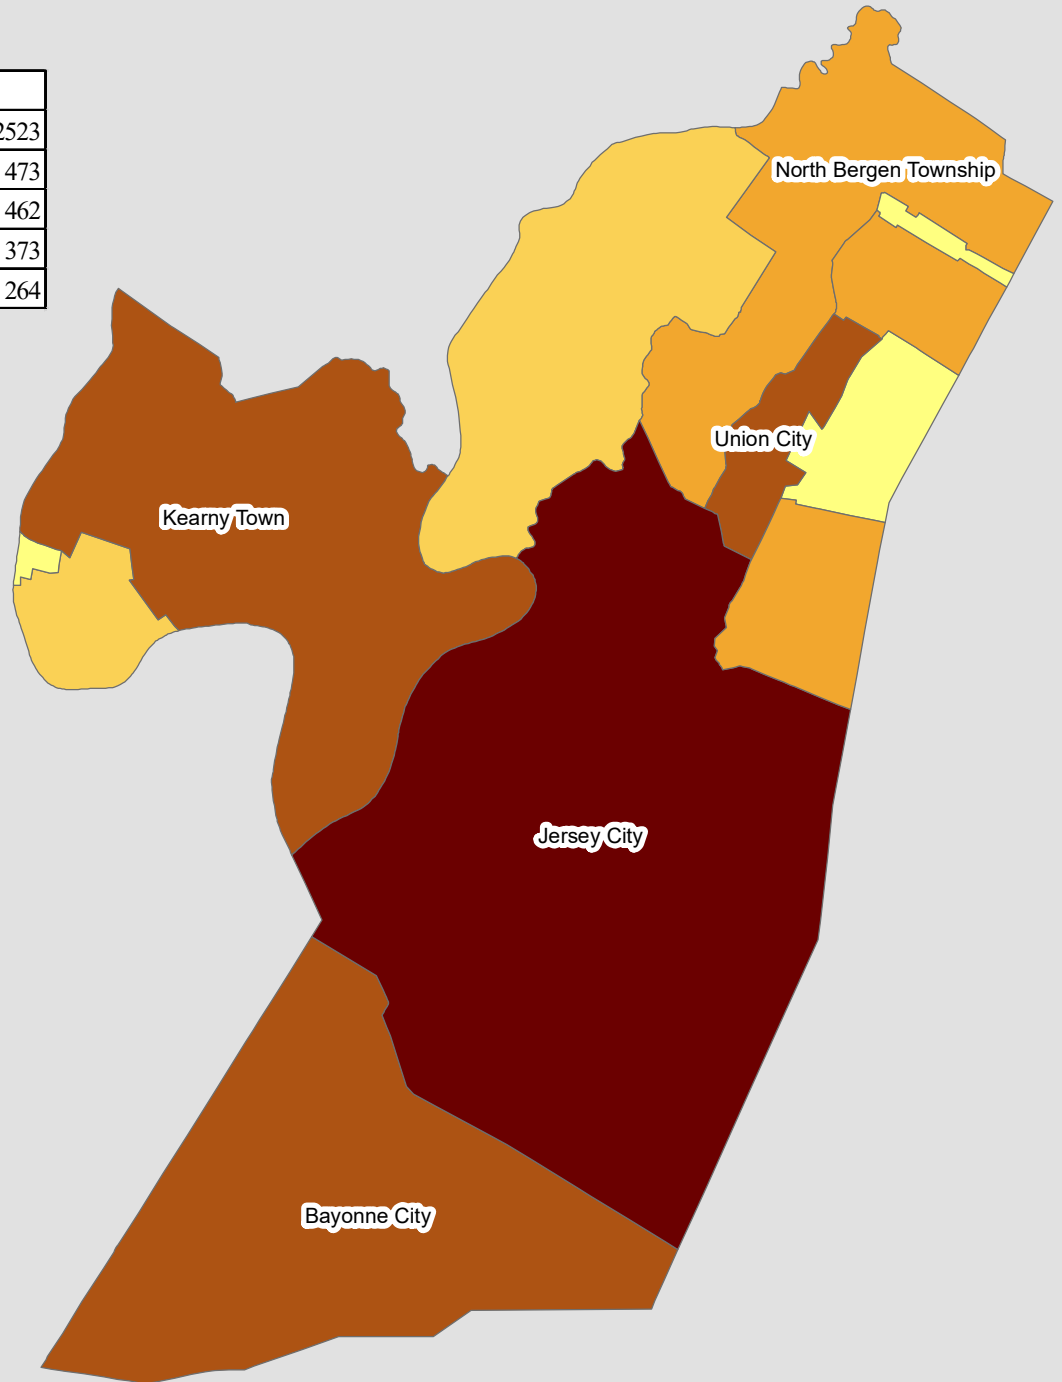 2523
473
462
373
264
North Bergen Township
Union City
Kearny Town
Jersey City
Bayonne City